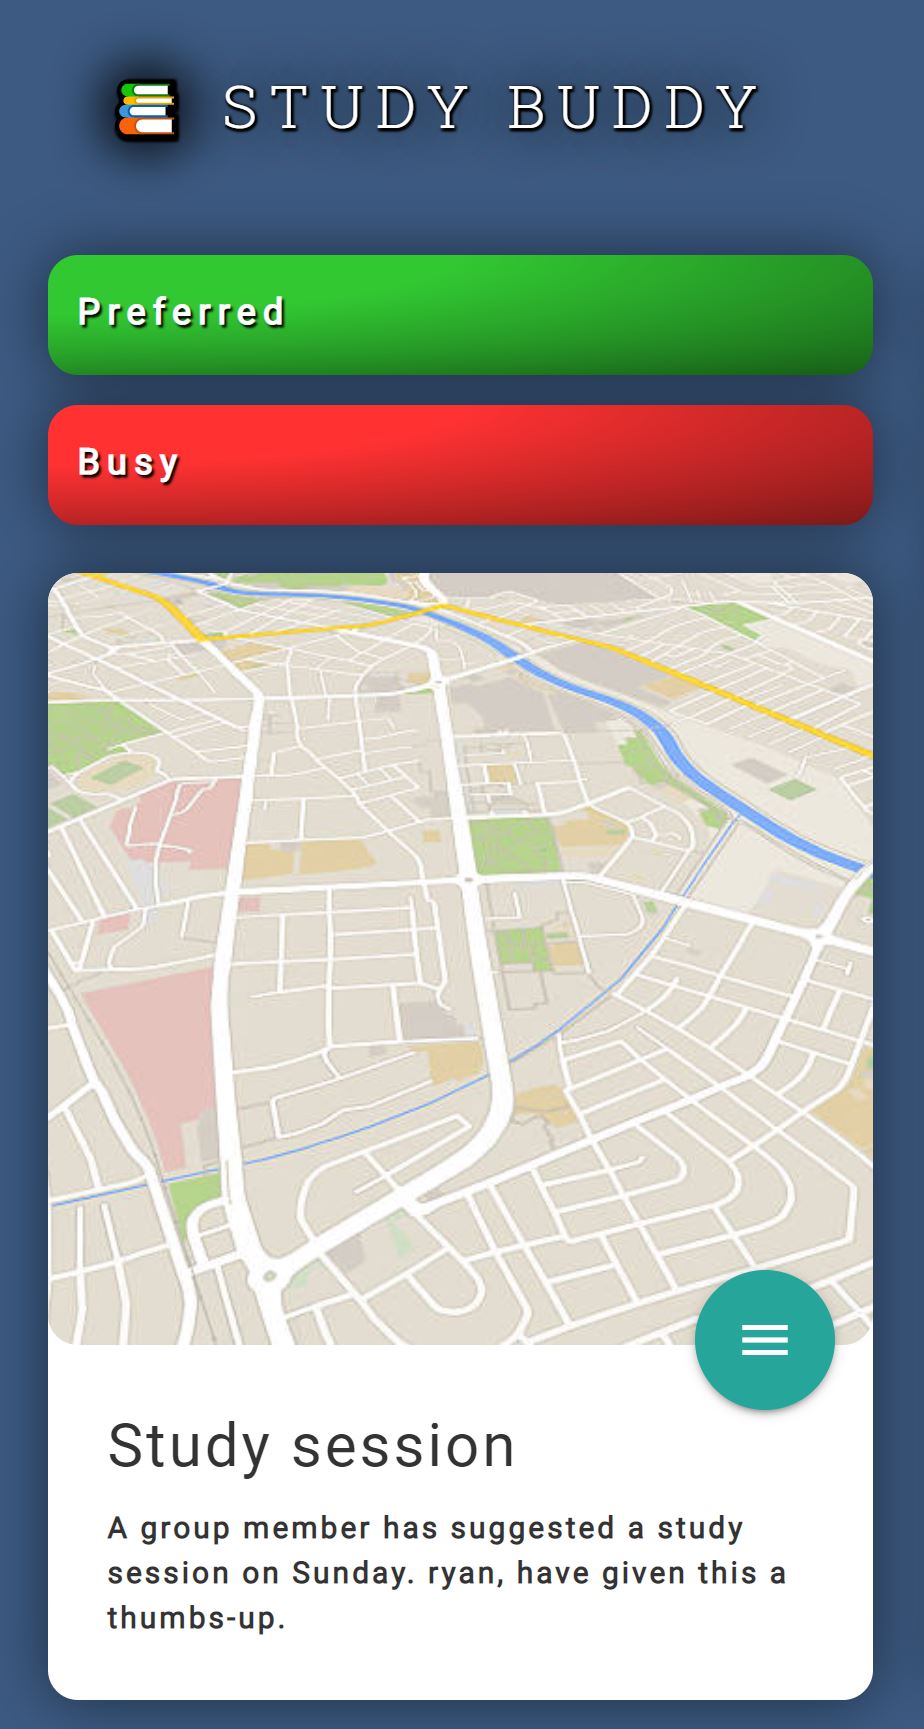 STUDY BUDDY
Preferred
Busy
Study session
A group member has suggested a study
session on Sunday. ryan, have given this a
thumbs-up.